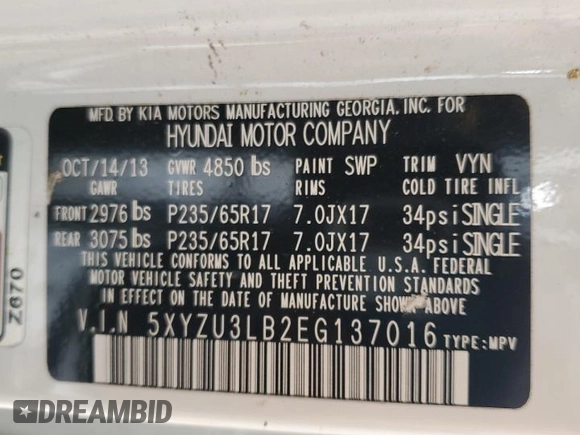 MFD.BY KIA MOTORS MANUFACTURING GEORGIA,INC.FOR
HYUNDAI MOTOR COMPANY
OCT/14/13 GVWR 4850 lbs PAINT SWP TRIM VYN
GAWR TIRES RIMS COLD TIRE INFL
FRONT 2976 lbs P235/65R17 7.0JX17 34psi SINGLE
REAR 3075 lbs P235/65R17 7.0JX17 34psi SINGLE
THIS VEHICLE CONFORMS TO ALL APPLICABLE U.S.A. FEDERAL
MOTOR VEHICLE SAFETY AND THEFT PREVENTION STANDARDS
IN EFFECT ON THE DATE OF MANUFACTURE SHOWN ABOVE
V.I.N 5XYZU3LB2EG137016 TYPE:MPV
Z670
DREAMBID